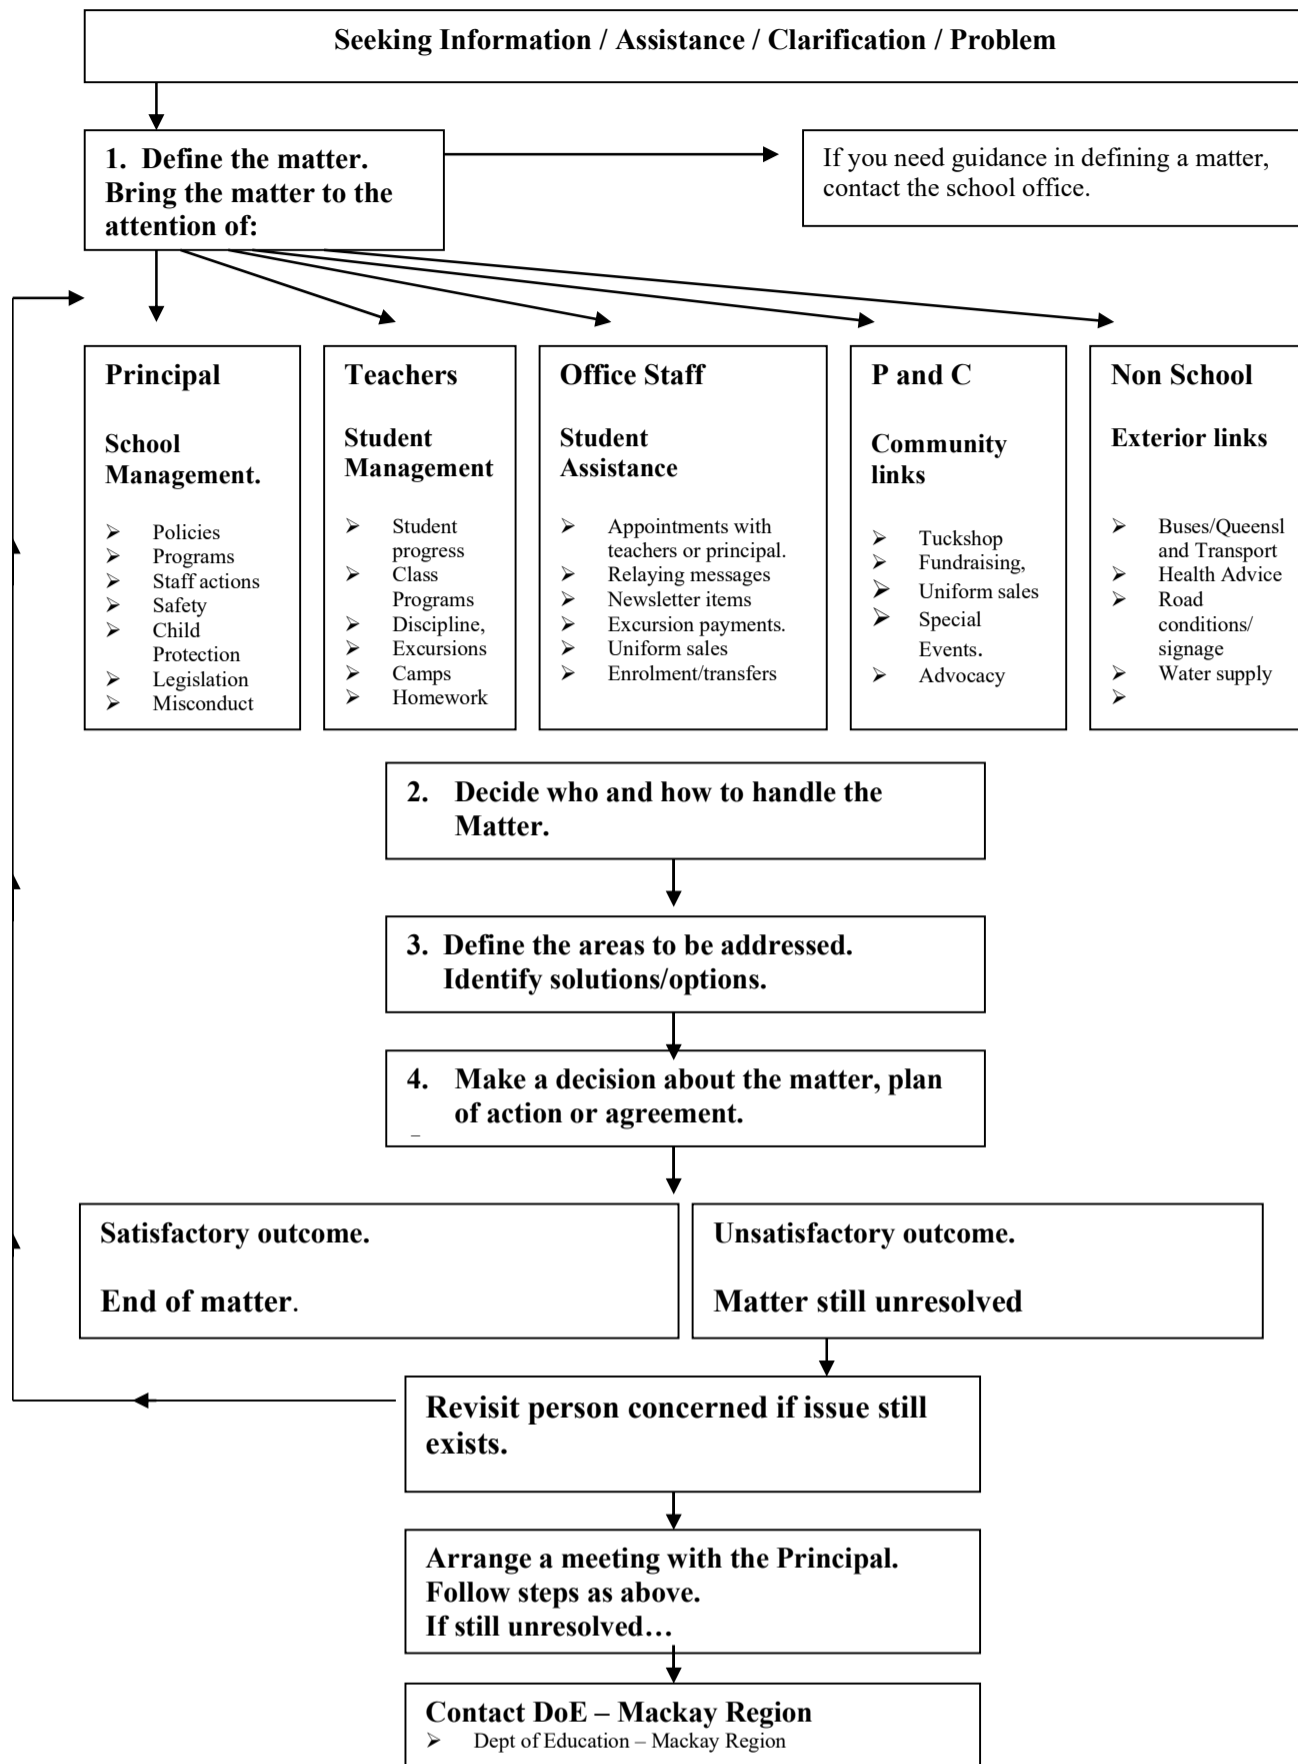 Seeking Information / Assistance / Clarification / Problem
1. Define the matter.
Bring the matter to the
attention of:
If you need guidance in defining a matter,
contact the school office.
Principal
School
Management.
➢ Policies
➢ Programs
➢ Staff actions
➢ Safety
➢ Child
Protection
➢ Legislation
➢ Misconduct
Teachers
Student
Management
➢ Student
progress
➢ Class
Programs
➢ Discipline,
➢ Excursions
➢ Camps
➢ Homework
Office Staff
Student
Assistance
➢ Appointments with
teachers or principal.
➢ Relaying messages
➢ Newsletter items
➢ Excursion payments.
➢ Uniform sales
➢ Enrolment/transfers
P and C
Community
links
➢ Tuckshop
➢ Fundraising,
➢ Uniform sales
➢ Special
Events.
➢ Advocacy
Non School
Exterior links
➢ Buses/Queensl
and Transport
➢ Health Advice
➢ Road
conditions/
signage
➢ Water supply
➢
2. Decide who and how to handle the
Matter.
3. Define the areas to be addressed.
Identify solutions/options.
4. Make a decision about the matter, plan
of action or agreement.
Satisfactory outcome.
End of matter.
Unsatisfactory outcome.
Matter still unresolved
Revisit person concerned if issue still
exists.
Arrange a meeting with the Principal.
Follow steps as above.
If still unresolved…
Contact DoE – Mackay Region
➢ Dept of Education – Mackay Region